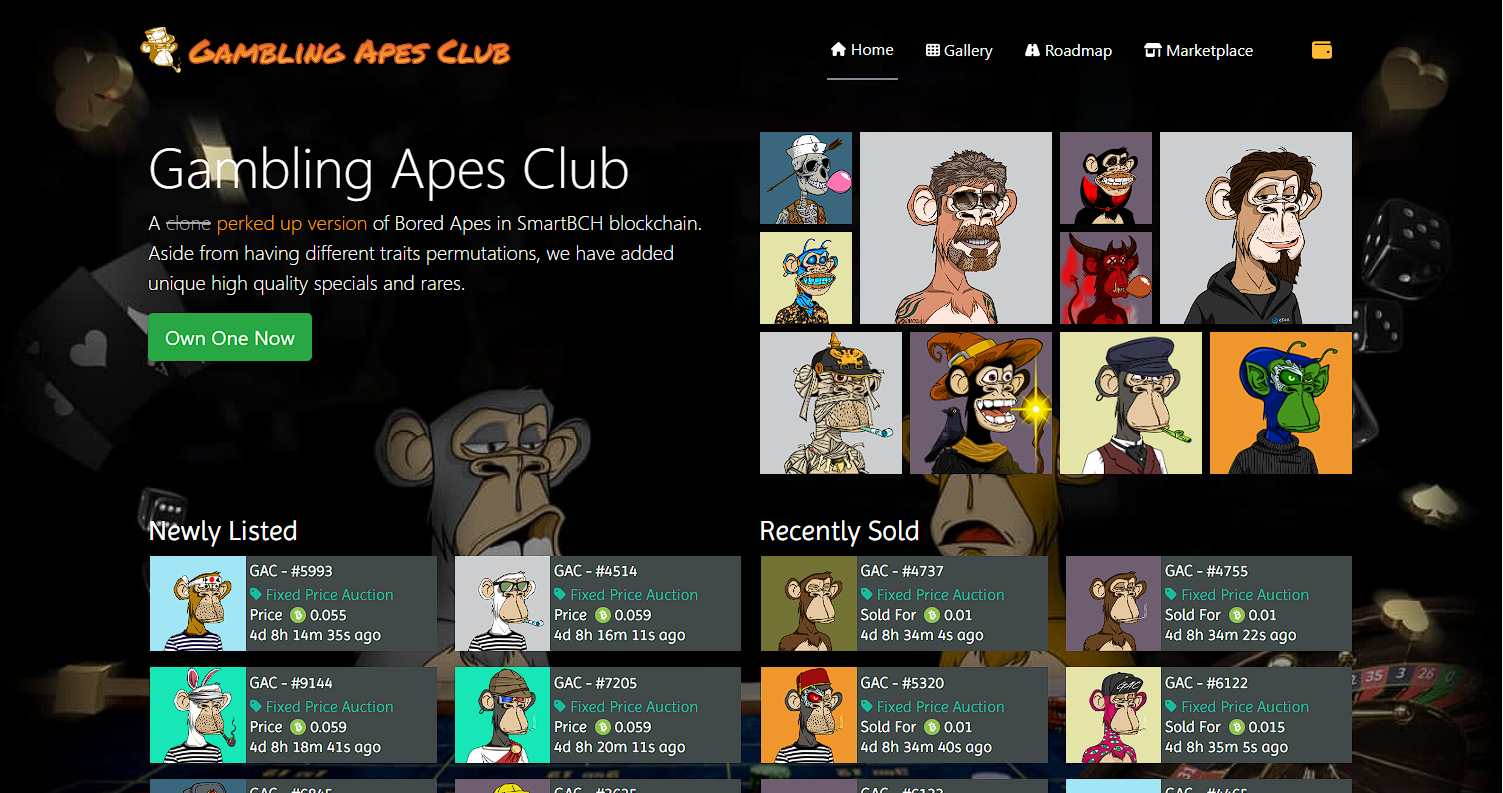 Gambling Apes Club
Home
Gallery
Roadmap
Marketplace
Gambling Apes Club
A clone perked up version of Bored Apes in SmartBCH blockchain.
Aside from having different traits permutations, we have added
unique high quality specials and rares.
Own One Now
Newly Listed
GAC - #5993
Fixed Price Auction
Price 0.055
4d 8h 14m 35s ago
GAC - #4514
Fixed Price Auction
Price 0.059
4d 8h 16m 11s ago
GAC - #9144
Fixed Price Auction
Price 0.059
4d 8h 18m 41s ago
GAC - #7205
Fixed Price Auction
Price 0.059
4d 8h 20m 11s ago
Recently Sold
GAC - #4737
Fixed Price Auction
Sold For 0.01
4d 8h 34m 4s ago
GAC - #4755
Fixed Price Auction
Sold For 0.01
4d 8h 34m 22s ago
GAC - #5320
Fixed Price Auction
Sold For 0.01
4d 8h 34m 40s ago
GAC
GAC - #6122
Fixed Price Auction
Sold For 0.015
4d 8h 35m 5s ago
35 3 26 0